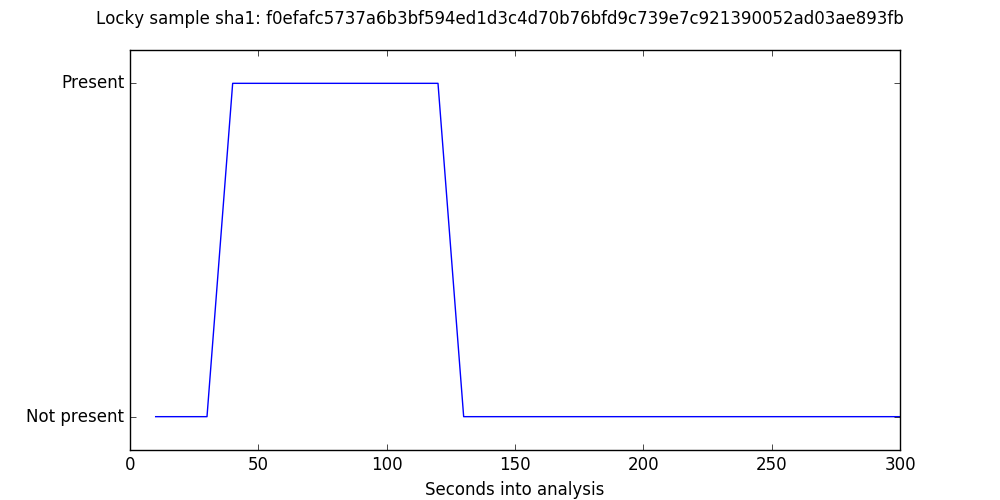 Locky sample sha1: f0efafc5737a6b3bf594ed1d3c4d70b76bfd9c739e7c921390052ad03ae893fb
Present
Not present
0 50 100 150 200 250 300
Seconds into analysis